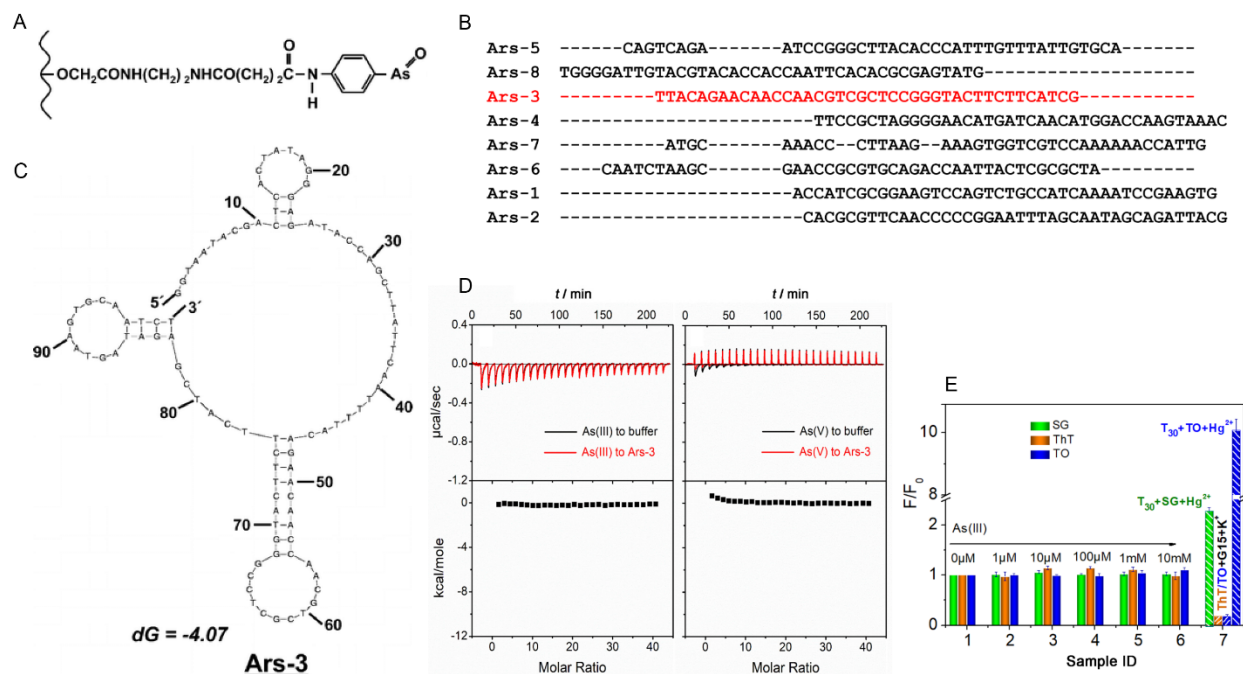 A
O
O
OCH₂CONH(CH₂)₂NHCO(CH₂)₂C N As
H
B
Ars-5 ------CAGTCAGA-------ATCCGGGCTTACACCCATTTGTTTATTGTGCA-------
Ars-8 TGGGGATTGTACGTACACCACCAATTCACACGCGAGTATG--------------------
Ars-3 ---------TTACAGAACAACCAACGTCGCTCCGGGTACTTCTTCATCG-----------
Ars-4 ------------------------TTCCGCTAGGGGAACATGATCAACATGGACCAAGTAAAC
Ars-7 ----------ATGC-------AAACC--CTTAAG-AAAGTGGTCGTCCAAAAAACCATTG
Ars-6 ----CAATCTAAGC-------GAACCGCGTGCAGACCAATTACTCGCGCTA---------
Ars-1 ----------------------ACCATCGCGGAAGTCCAGTCTGCCATCAAAATCCGAAGTG
Ars-2 -----------------------CACGCGTTCAACCCCCGGAATTTAGCAATAGCAGATTACG
C
10
20
30
40
50
60
70
80
90
5´
3´
dG = -4.07
Ars-3
D
t / min
t / min
0 50 100 150 200
0 50 100 150 200
0.4
0.0
-0.4
-0.8
-1.2
µcal/sec
As(III) to buffer
As(III) to Ars-3
As(V) to buffer
As(V) to Ars-3
0
-4
-8
-12
kcal/mole
0 10 20 30 40
0 10 20 30 40
Molar Ratio
Molar Ratio
E
SG
ThT
TO
T₃₀+TO+Hg²⁺
T₃₀+SG+Hg²⁺
ThT/TO+G15+K⁺
As(III)
0µM 1µM 10µM 100µM 1mM 10mM
10
8
2
1
0
F/F₀
1 2 3 4 5 6 7
Sample ID